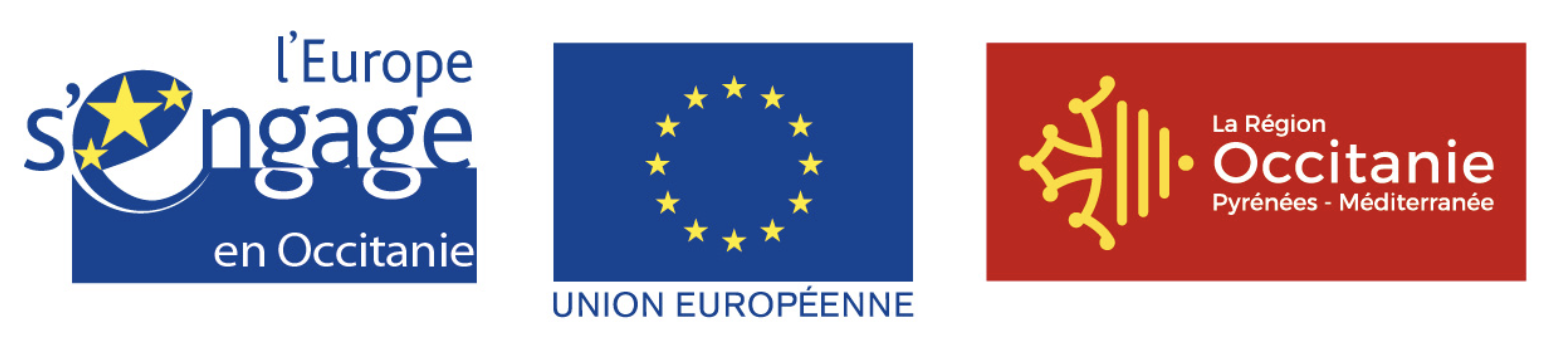 l'Europe
s'engage
en Occitanie
UNION EUROPÉENNE
La Région
Occitanie
Pyrénées - Méditerranée